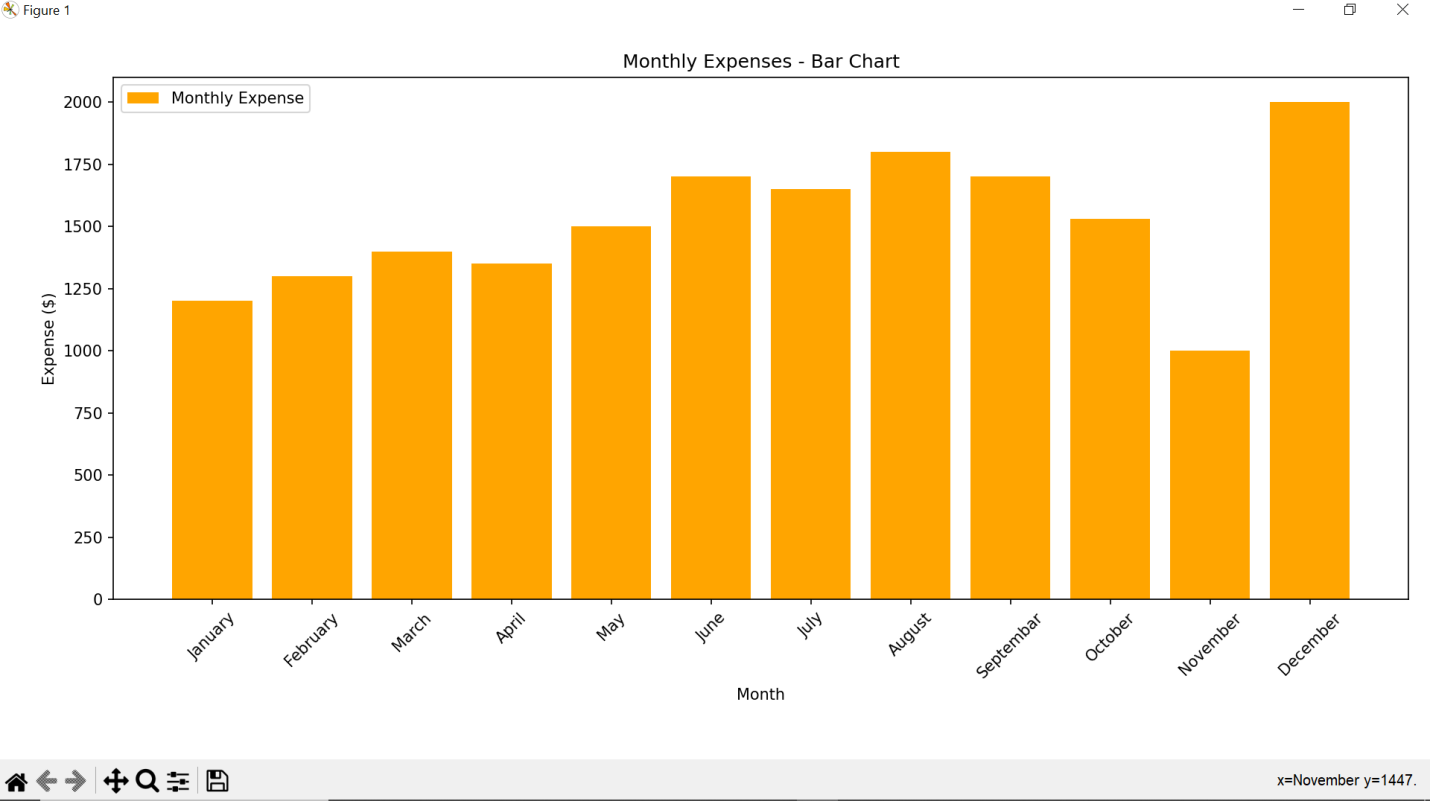 Figure 1
Monthly Expenses - Bar Chart
Monthly Expense
2000
1750
1500
1250
1000
750
500
250
0
Expense ($)
January
February
March
April
May
June
July
August
Septembar
October
November
December
Month
x=November y=1447.